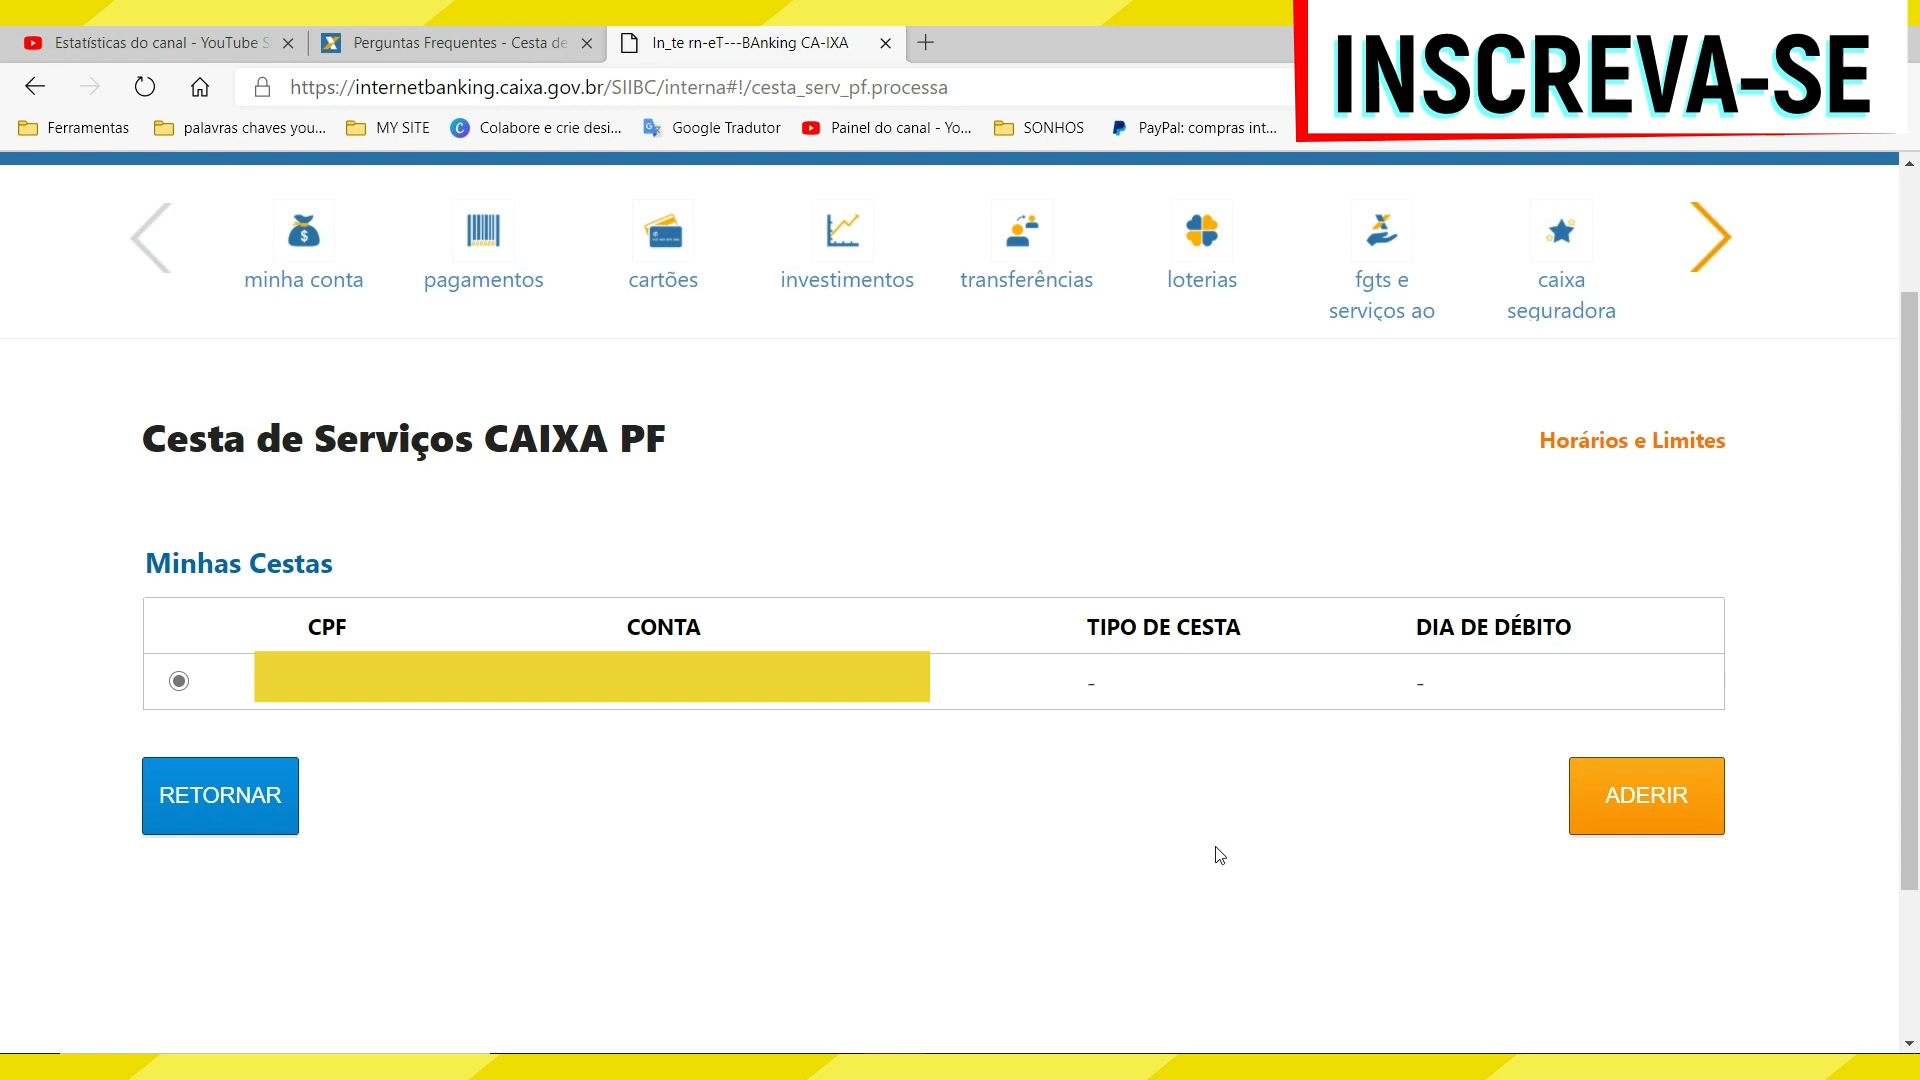 INSCREVA-SE
Estatísticas do canal - YouTube S
Perguntas Frequentes - Cesta de
In_te rn-eT---BAnking CA-IXA
https://internetbanking.caixa.gov.br/SIIBC/interna#!/cesta_serv_pf.processa
Ferramentas
palavras chaves you...
MY SITE
Colabore e crie desi...
Google Tradutor
Painel do canal - Yo...
SONHOS
PayPal: compras int...
minha conta
pagamentos
cartões
investimentos
transferências
loterias
fgts e
serviços ao
caixa
seguradora
Cesta de Serviços CAIXA PF
Horários e Limites
Minhas Cestas
CPF CONTA TIPO DE CESTA DIA DE DÉBITO
- -
RETORNAR
ADERIR